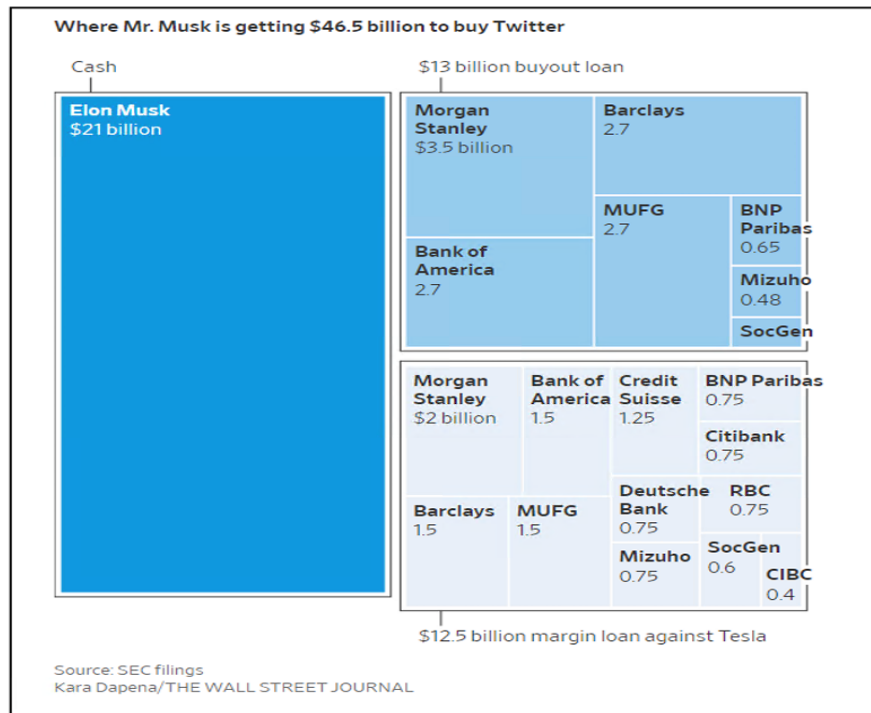 Where Mr. Musk is getting $46.5 billion to buy Twitter
Cash
Elon Musk
$21 billion
$13 billion buyout loan
Morgan
Stanley
$3.5 billion
Barclays
2.7
Bank of
America
2.7
MUFG
2.7
BNP
Paribas
0.65
Mizuho
0.48
SocGen
Morgan
Stanley
$2 billion
Bank of
America
1.5
Credit
Suisse
1.25
BNP Paribas
0.75
Citibank
0.75
Barclays
1.5
MUFG
1.5
Deutsche
Bank
0.75
RBC
0.75
Mizuho
0.75
SocGen
0.6
CIBC
0.4
$12.5 billion margin loan against Tesla
Source: SEC filings
Kara Dapena/THE WALL STREET JOURNAL